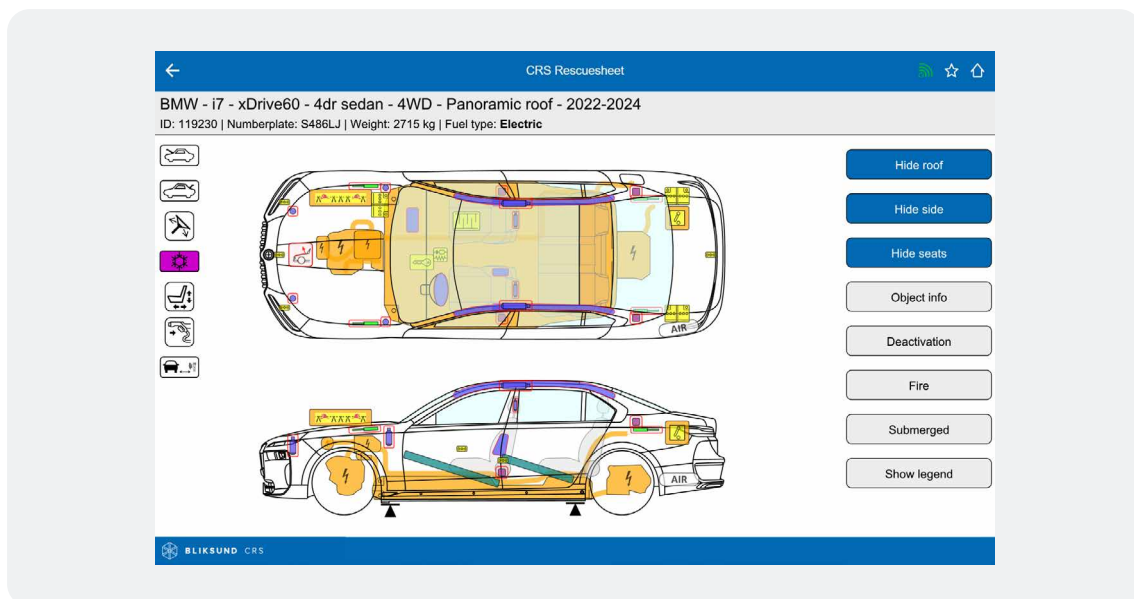 CRS Rescuesheet
BMW - i7 - xDrive60 - 4dr sedan - 4WD - Panoramic roof - 2022-2024
ID: 119230 | Numberplate: S486LJ | Weight: 2715 kg | Fuel type: Electric
Hide roof
Hide side
Hide seats
Object info
Deactivation
Fire
Submerged
Show legend
AIR
AIR
BLIKSUND CRS